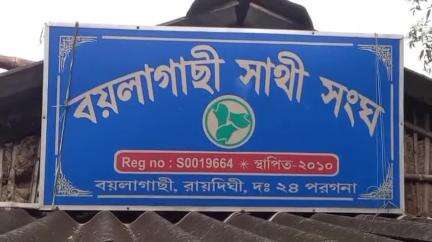 বয়লাগাছী সাথী সংঘ
Reg no : S0019664 ✳ স্থাপিত-২০১০
বয়লাগাছী, রায়দিঘী, দঃ ২৪ পরগনা